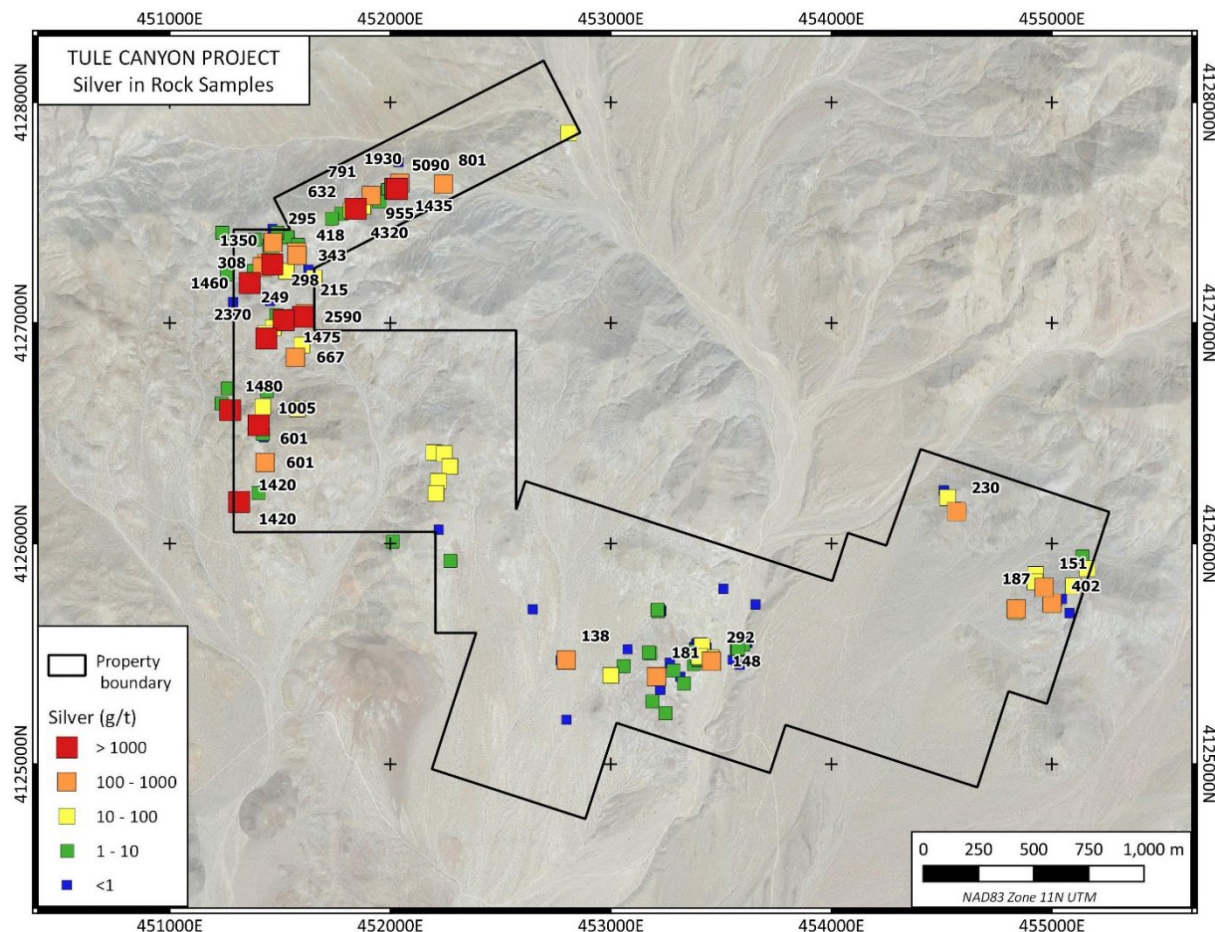 451000E 452000E 453000E 454000E 455000E
TULE CANYON PROJECT
Silver in Rock Samples
4128000N
4128000N
1930
5090
801
791
632
1435
955
295
4320
418
1350
343
308
298
1460
215
249
2370
2590
4127000N
4127000N
1475
667
1480
1005
601
601
1420
1420
230
4126000N
4126000N
151
187
402
138
292
181
148
Property
boundary
Silver (g/t)
> 1000
100 - 1000
10 - 100
1 - 10
<1
4125000N
4125000N
0 250 500 750 1,000 m
NAD83 Zone 11N UTM
451000E 452000E 453000E 454000E 455000E